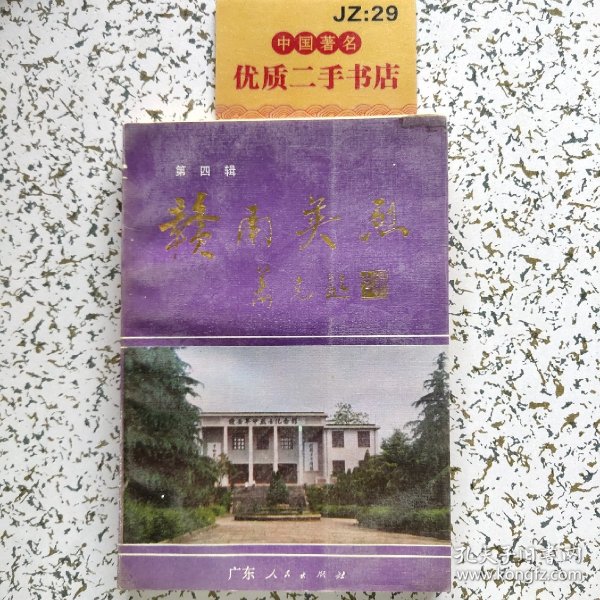 JZ:29
中国著名
优质二手书店
第四辑
赣南英烈
广东人民出版社
孔夫子旧书网
www.kongfz.com